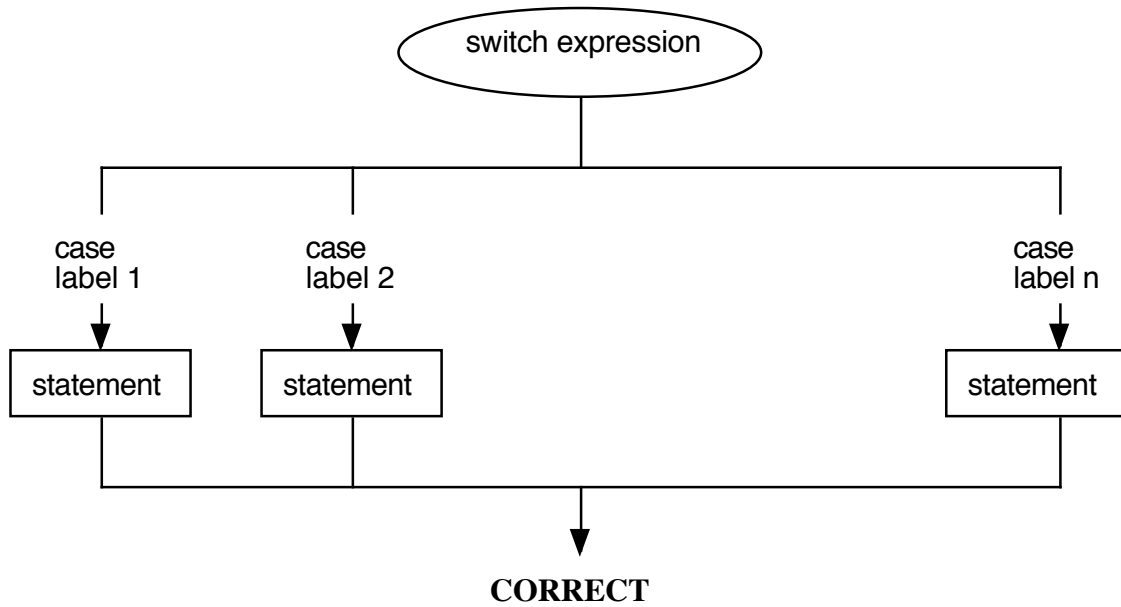 switch expression
case
label 1
case
label 2
case
label n
statement
statement
statement
CORRECT